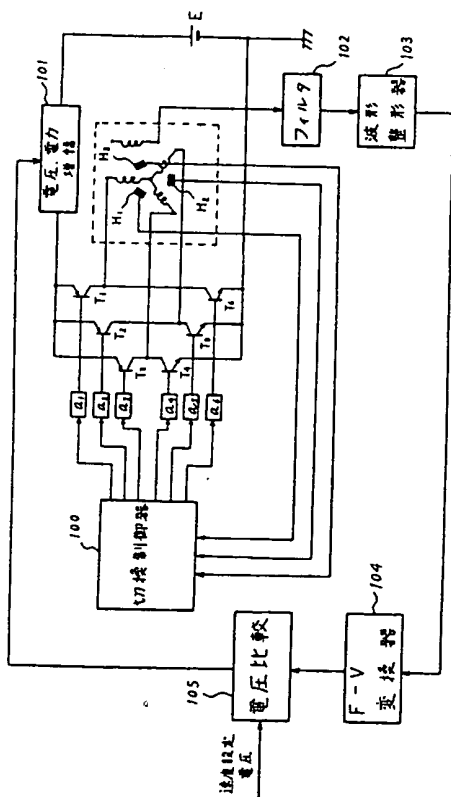 101
電圧電力
増幅
E
H₃
H₁
H₂
T₁
T₂
T₃
T₄
T₅
T₆
a₁
a₂
a₃
a₄
a₅
a₆
100
切換制御器
102
フィルタ
103
波形
整形器
104
F-V
変換器
105
電圧比較
速度設定
電圧